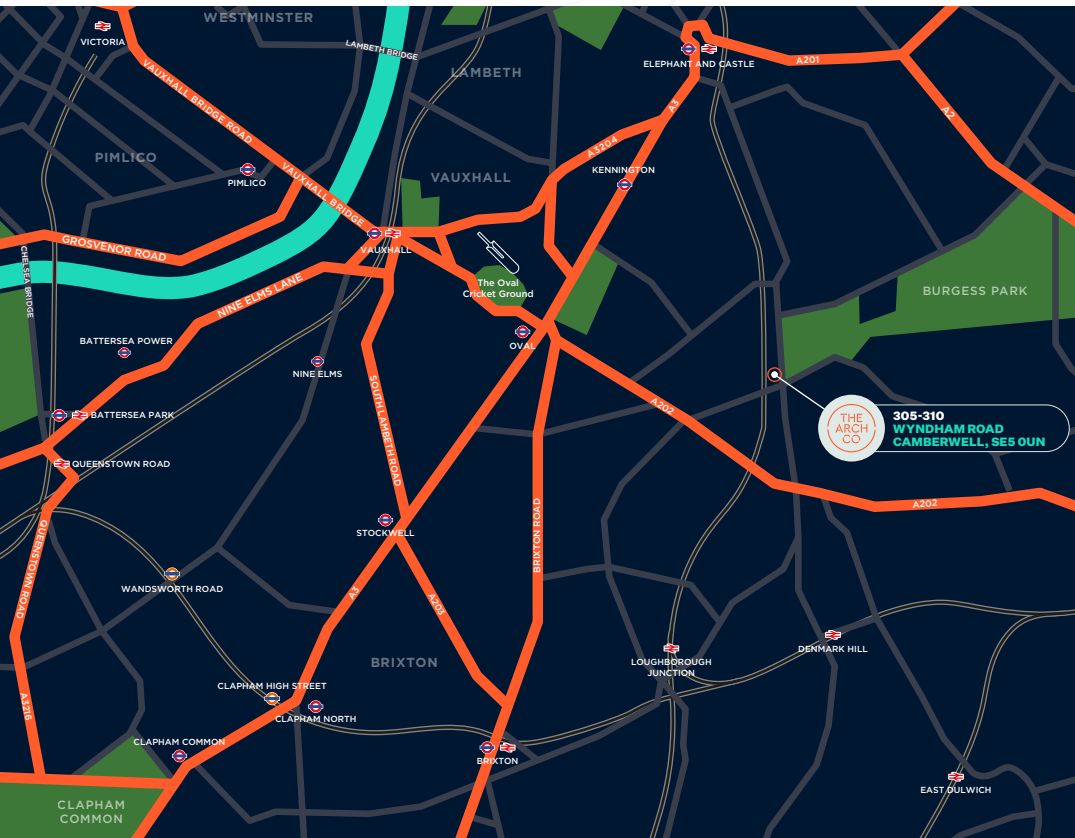 WESTMINSTER
VICTORIA
LAMBETH BRIDGE
ELEPHANT AND CASTLE
A201
LAMBETH
VAUXHALL BRIDGE ROAD
A3
A2
A3204
PIMLICO
PIMLICO
KENNINGTON
VAUXHALL
VAUXHALL BRIDGE
GROSVENOR ROAD
VAUXHALL
CHELSEA BRIDGE
NINE ELMS LANE
The Oval
Cricket Ground
BURGESS PARK
BATTERSEA POWER
OVAL
NINE ELMS
SOUTH LAMBETH ROAD
A202
BATTERSEA PARK
THE
ARCH
CO
305-310
WYNDHAM ROAD
CAMBERWELL, SE5 0UN
QUEENSTOWN ROAD
A202
BRIXTON ROAD
STOCKWELL
QUEENSTOWN ROAD
WANDSWORTH ROAD
A3
A203
BRIXTON
LOUGHBOROUGH
JUNCTION
DENMARK HILL
CLAPHAM HIGH STREET
A3216
CLAPHAM NORTH
CLAPHAM COMMON
BRIXTON
EAST DULWICH
CLAPHAM
COMMON